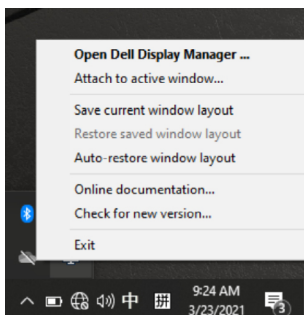 Open Dell Display Manager ...
Attach to active window...
Save current window layout
Restore saved window layout
Auto-restore window layout
Online documentation...
Check for new version...
Exit
中 拼 9:24 AM
3/23/2021 3